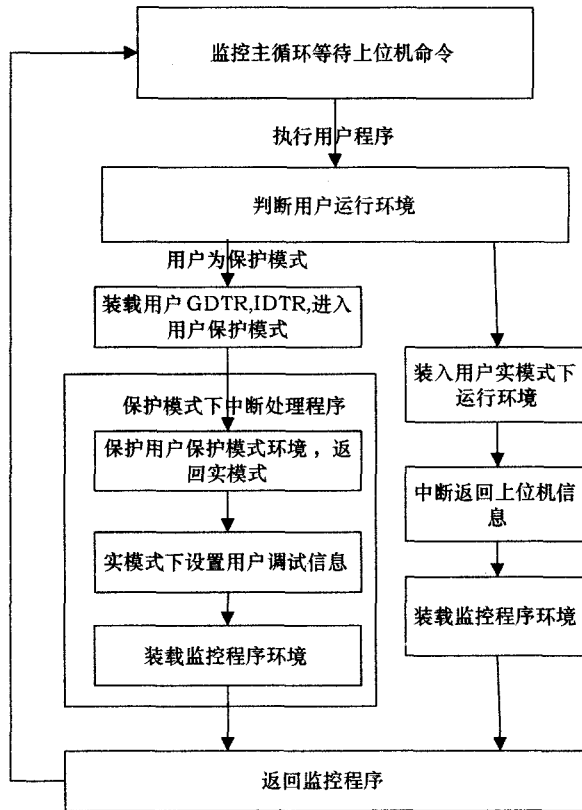 监控主循环等待上位机命令
执行用户程序
判断用户运行环境
用户为保护模式
装载用户GDTR,IDTR,进入
用户保护模式
保护模式下中断处理程序
保护用户保护模式环境，返
回实模式
实模式下设置用户调试信息
装载监控程序环境
装入用户实模式下
运行环境
中断返回上位机信
息
装载监控程序环境
返回监控程序